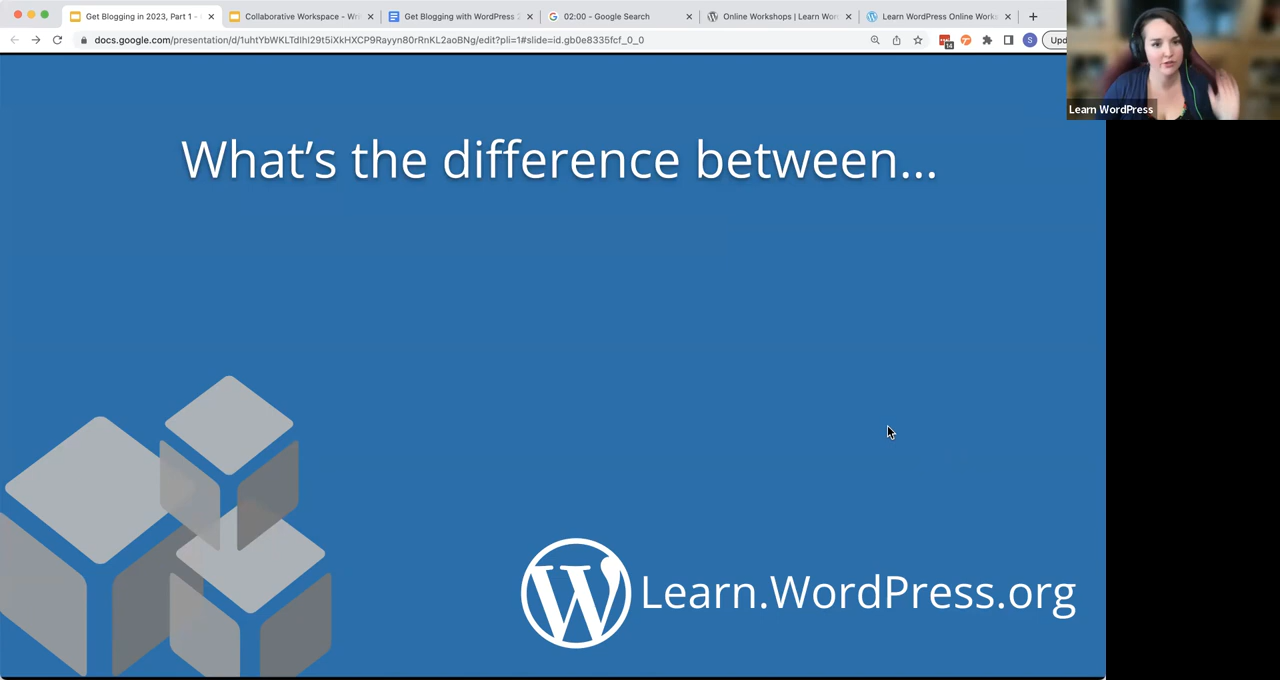 Get Blogging in 2023, Part 1 -
Collaborative Workspace - Wri
Get Blogging with WordPress 2
02:00 - Google Search
Online Workshops | Learn Wor
Learn WordPress Online Works
docs.google.com/presentation/d/1uhtYbWKLTdIhI29t5iXkHXCP9Rayyn80rRnKL2aoBNg/edit?pli=1#slide=id.gb0e8335fcf_0_0
S
Upd
Learn WordPress
What's the difference between...
Learn.WordPress.org